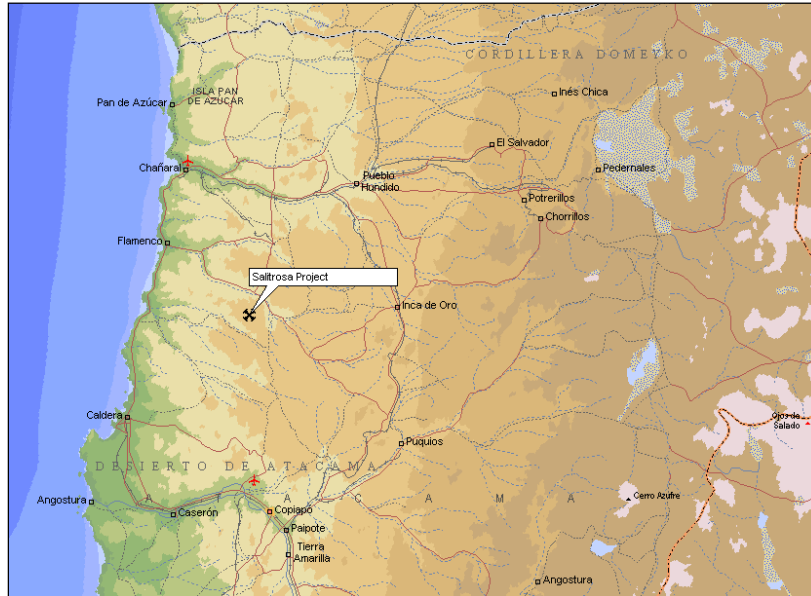 CORDILLERA DOMEYKO
ISLA PAN
DE AZUCAR
Pan de Azúcar
Inés Chica
El Salvador
Chañaral
Pueblo
Hundido
Pedernales
Potrerillos
Chorrillos
Flamenco
Salitrosa Project
Inca de Oro
Caldera
Ojos de
Salado
Puquios
DESIERTO DE ATACAMA
Angostura
A T A C A M A
Cerro Azufre
Caserón
Copiapó
Paipote
Tierra
Amarilla
Angostura